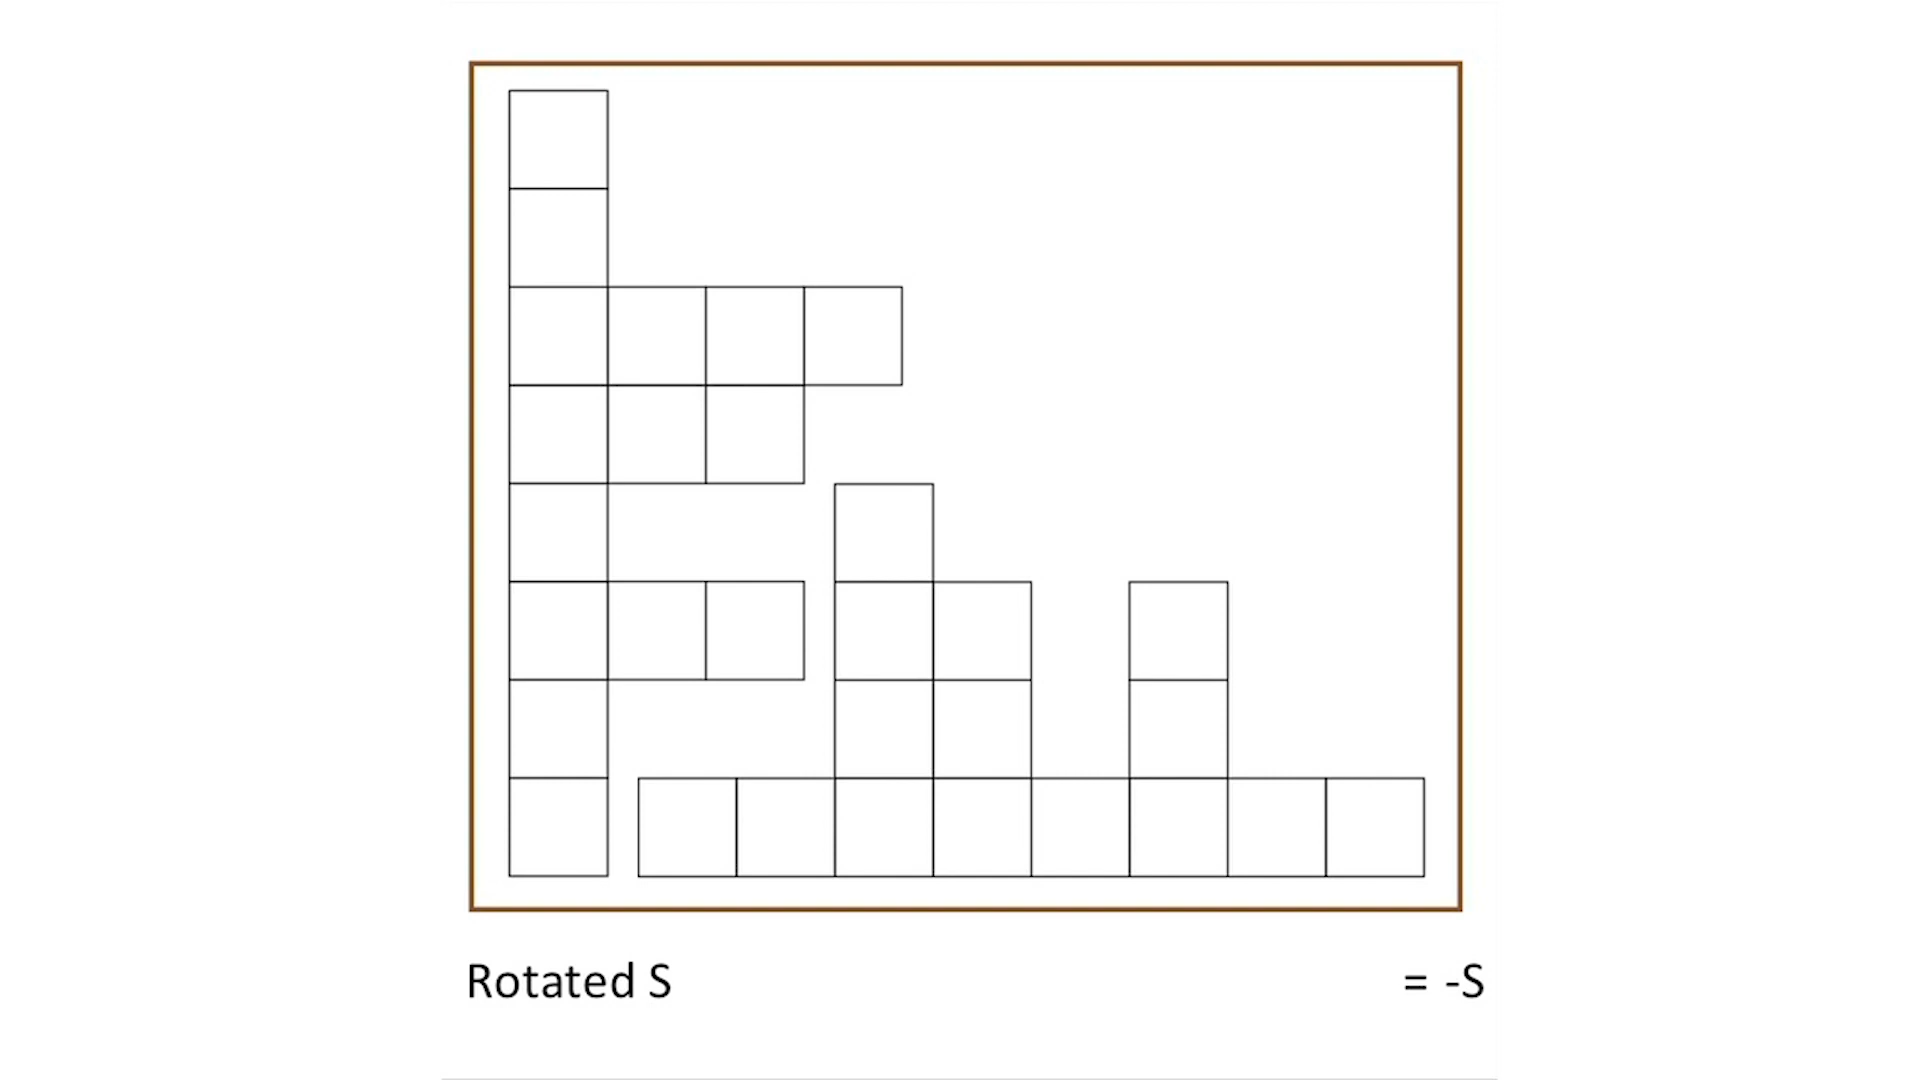 Rotated S = -S